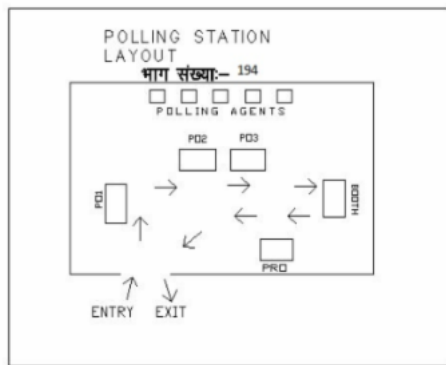 POLLING STATION
LAYOUT
भाग संख्याः– 194
POLLING AGENTS
PO2 PO3
PO1
BOOTH
PRO
ENTRY EXIT